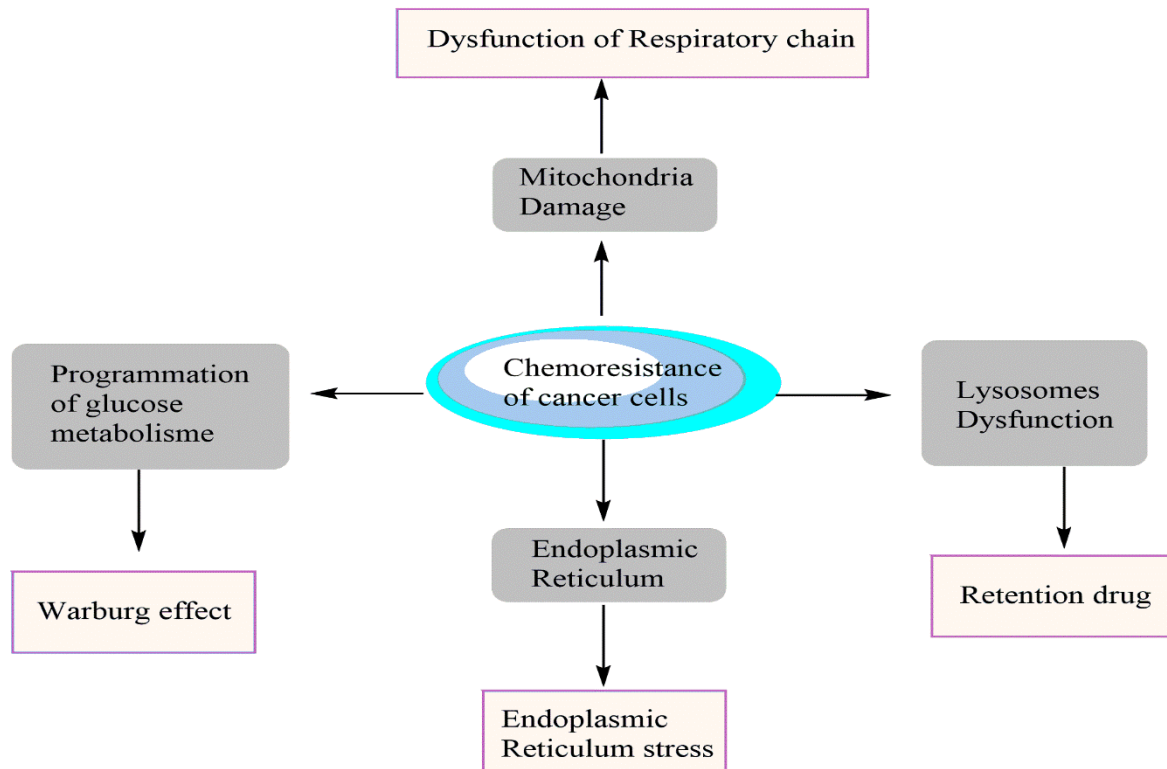 Dysfunction of Respiratory chain
Mitochondria
Damage
Programmation
of glucose
metabolisme
Chemoresistance
of cancer cells
Lysosomes
Dysfunction
Endoplasmic
Reticulum
Warburg effect
Retention drug
Endoplasmic
Reticulum stress